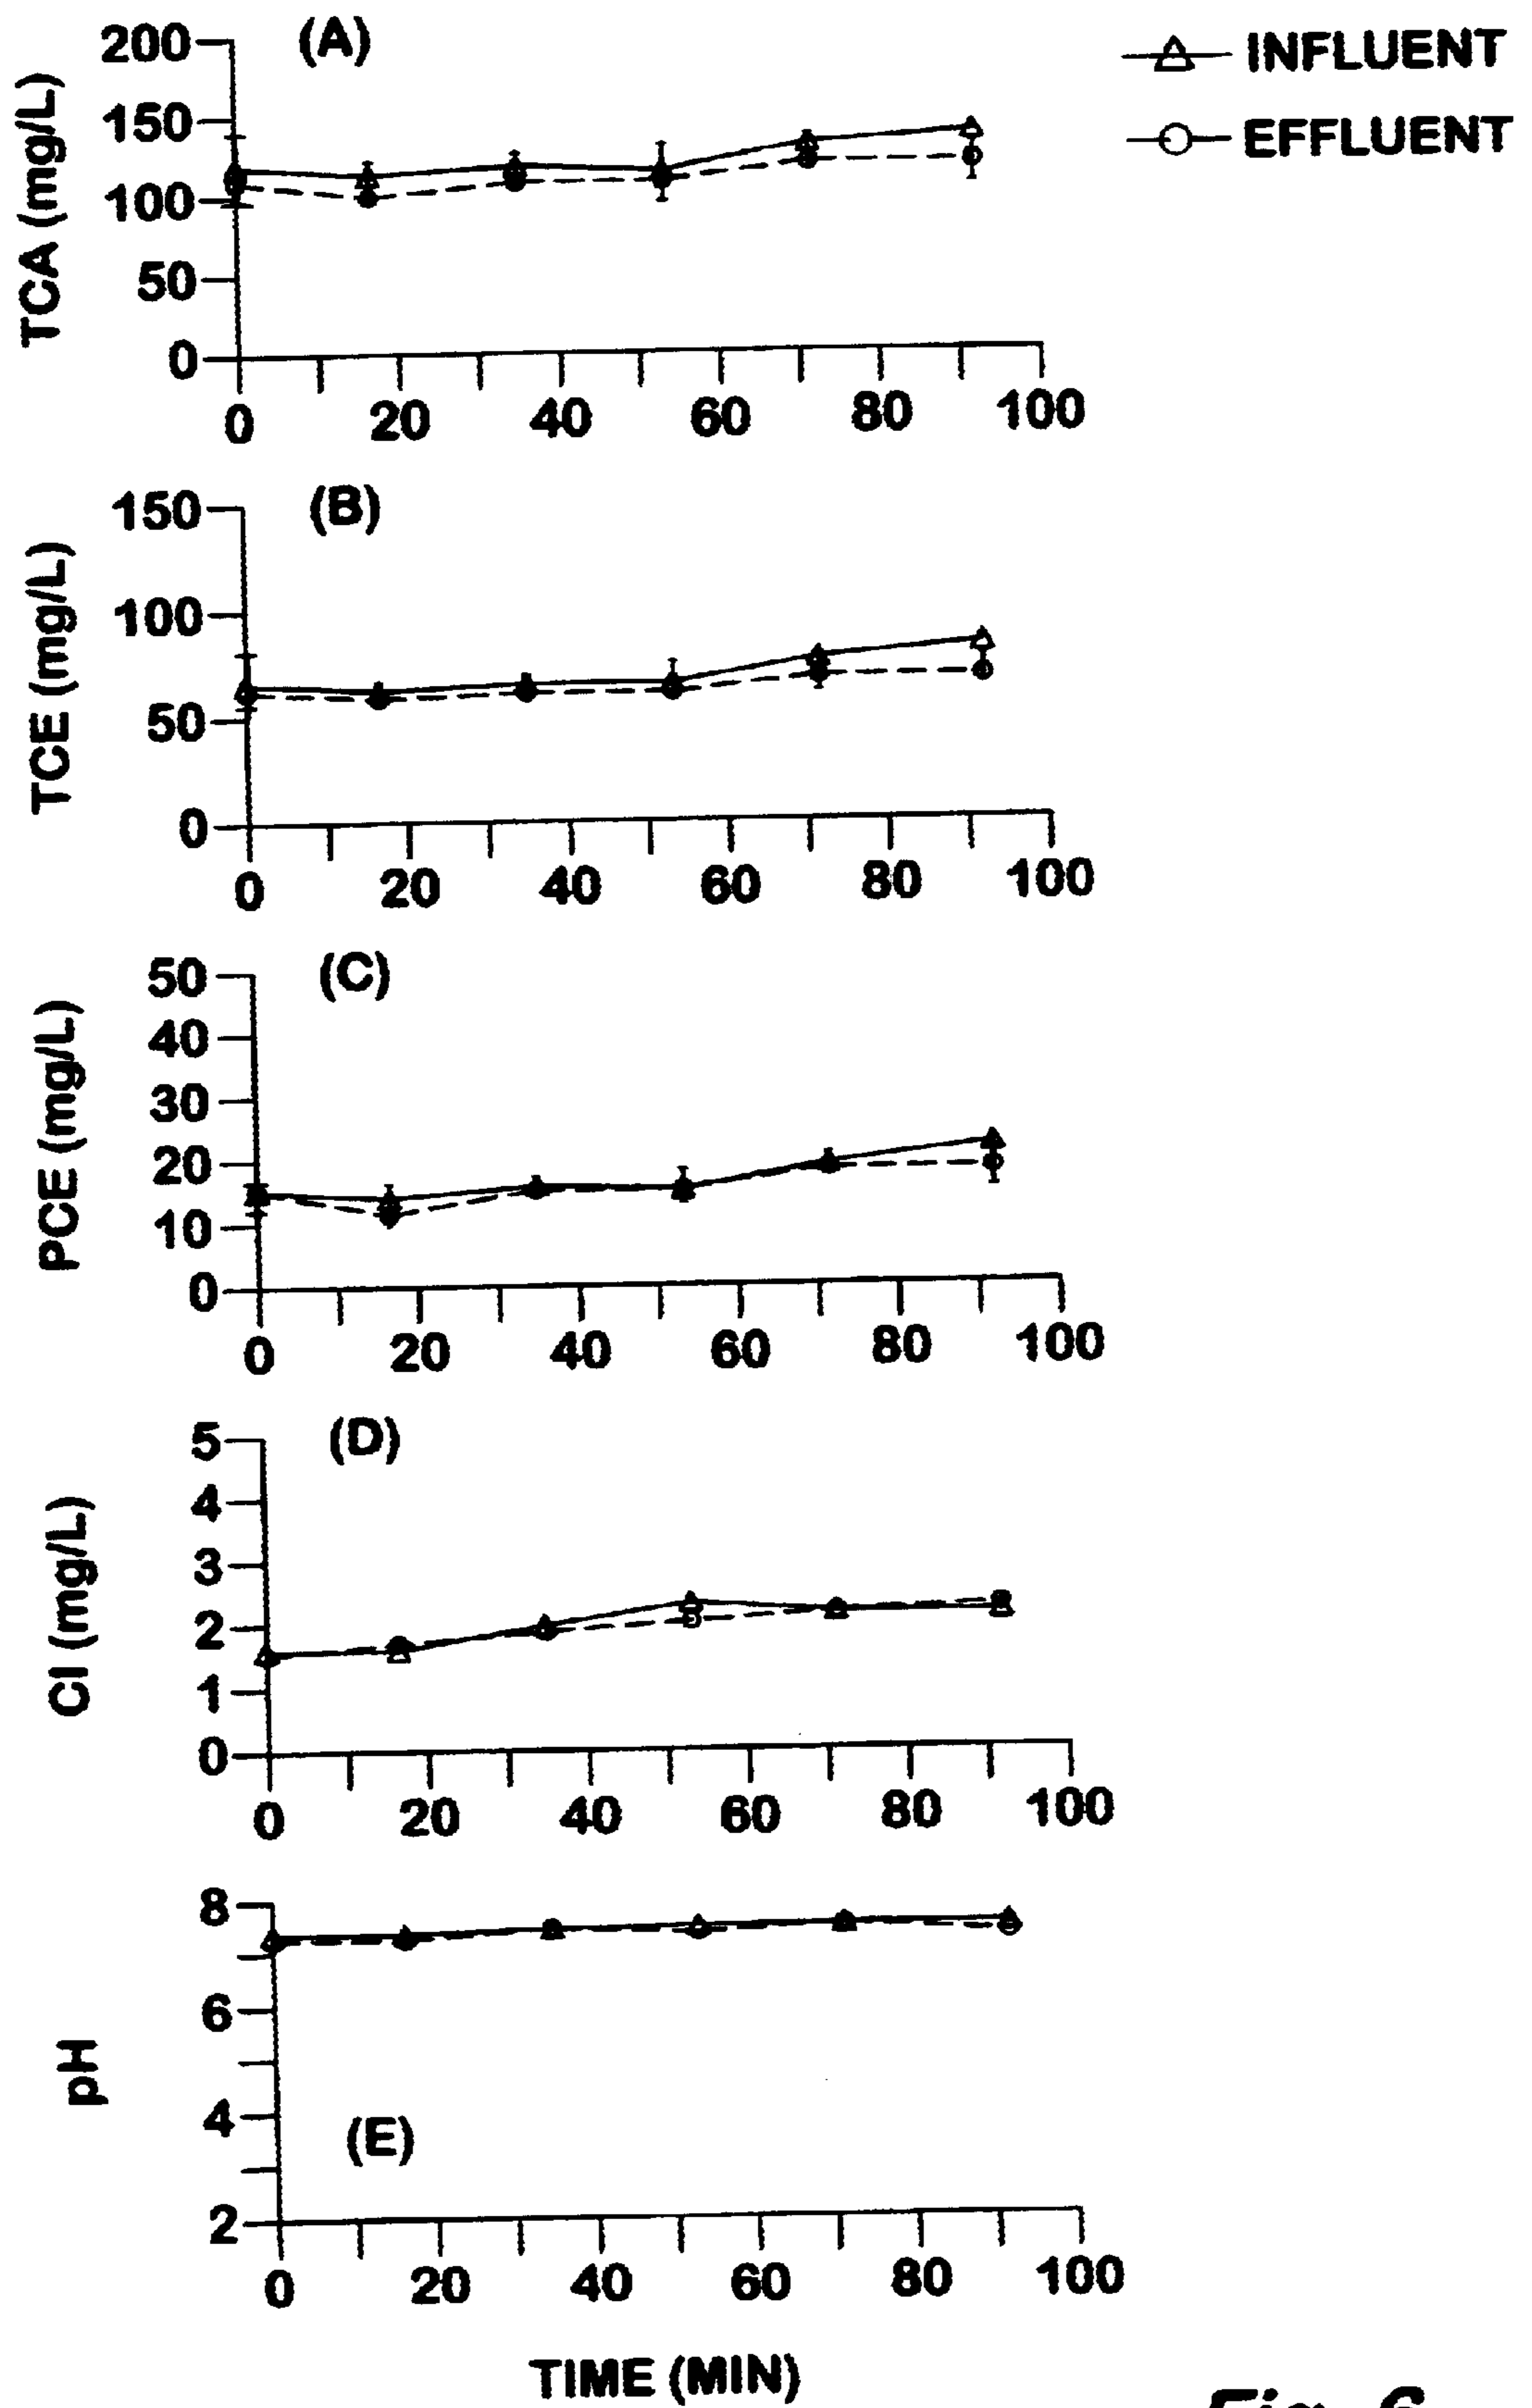 (A)
INFLUENT
EFFLUENT
TCA (mg/L)
200
150
100
50
0
0 20 40 60 80 100
(B)
TCE (mg/L)
150
100
50
0
0 20 40 60 80 100
(C)
PCE (mg/L)
50
40
30
20
10
0
0 20 40 60 80 100
(D)
Cl (mg/L)
5
4
3
2
1
0
0 20 40 60 80 100
pH
8
6
4
2
(E)
0 20 40 60 80 100
TIME (MIN)